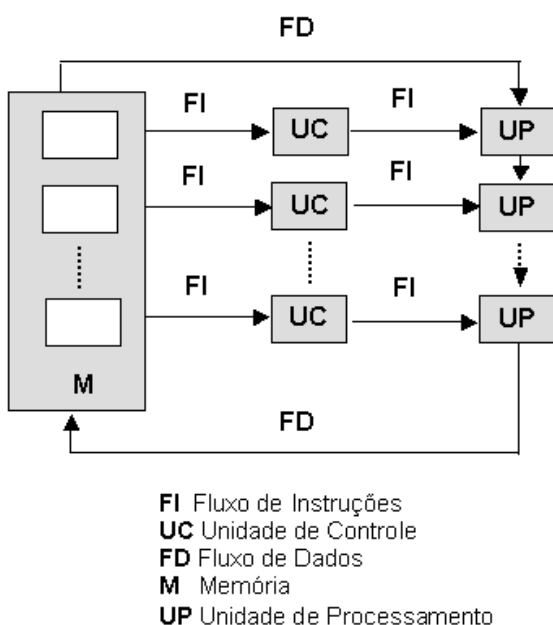 FD
FI
UC
FI
UP
FI
UC
FI
UP
FI
UC
FI
UP
M
FD
FI Fluxo de Instruções
UC Unidade de Controle
FD Fluxo de Dados
M Memória
UP Unidade de Processamento